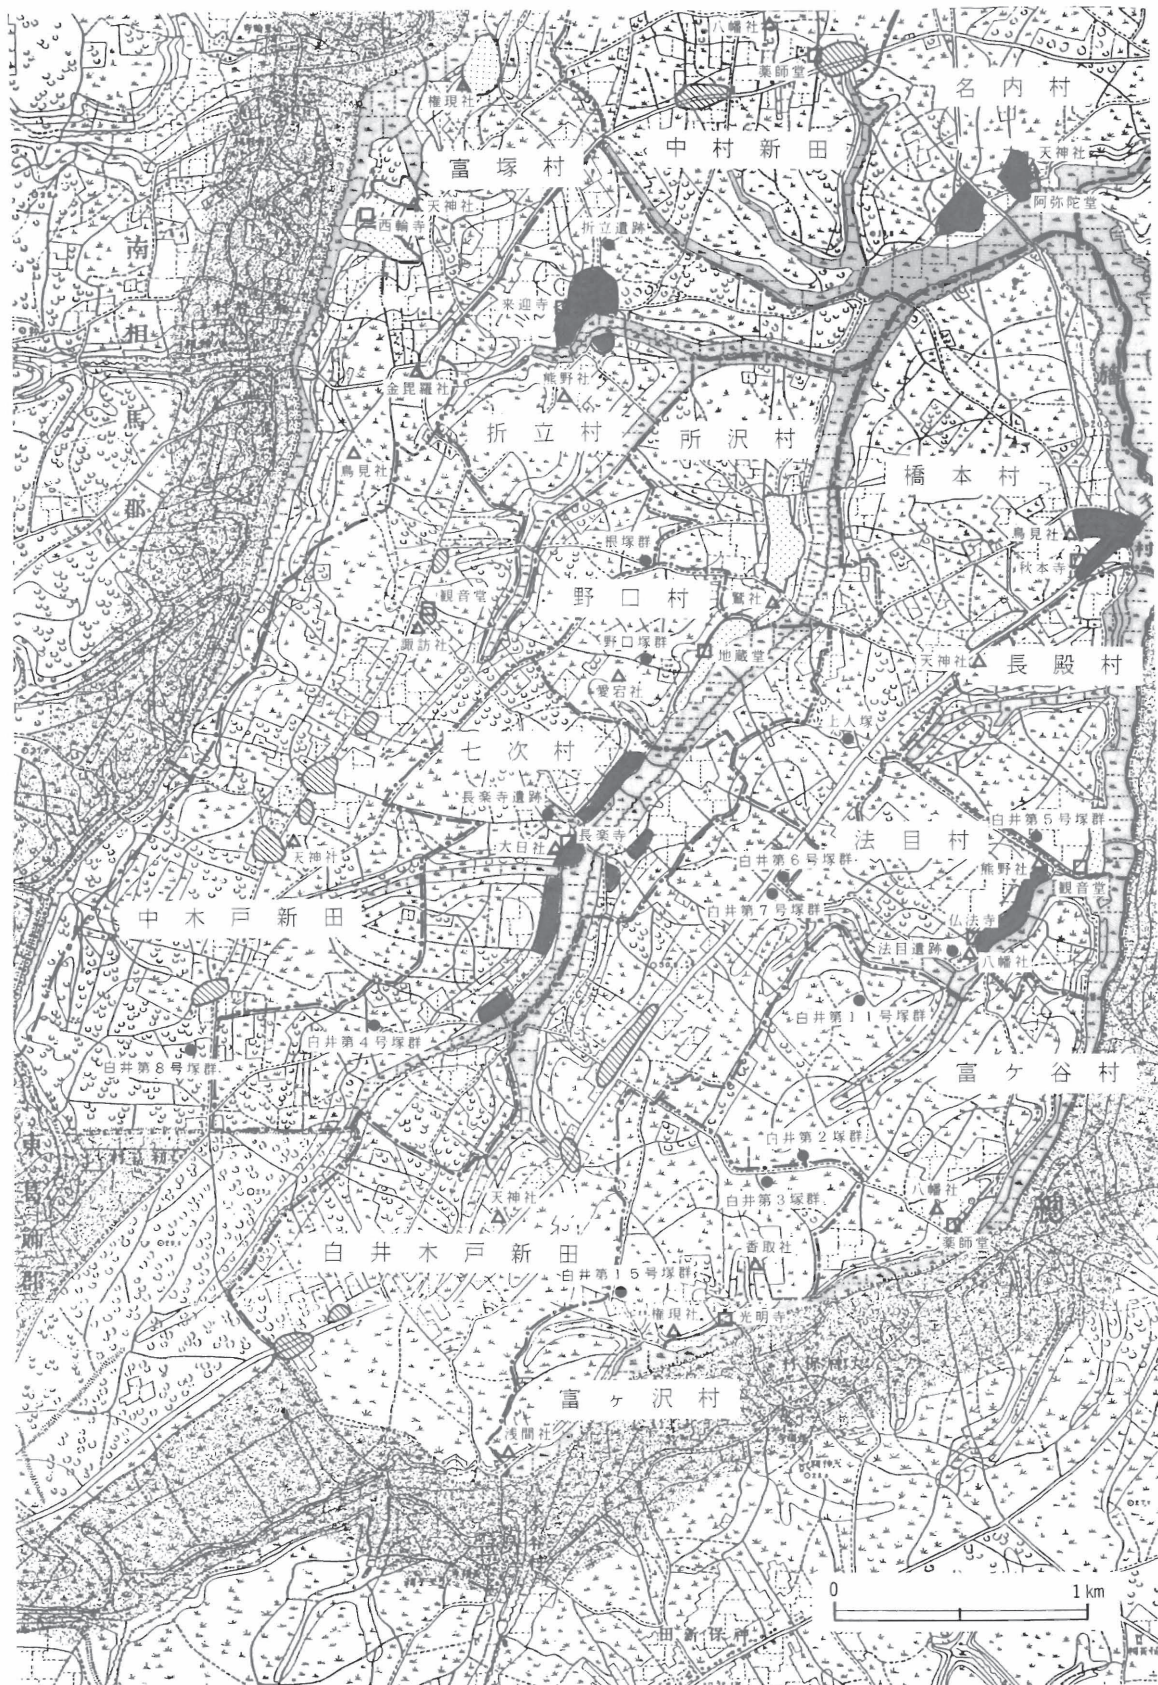 八幡社
薬師堂
名内村
権現社
中村新田
天神社
富塚村
阿弥陀堂
天神社
西輪寺
折立遺跡
南相馬郡
来迎寺
金毘羅社
熊野社
折立村
所沢村
橋本村
鳥見社
鳥見社
根塚群
秋本寺
観音堂
野口村
鷲社
諏訪社
野口塚群
地蔵堂
天神社
長殿村
愛宕社
上人塚
七次村
長楽寺遺跡
白井第5号塚群
長楽寺
法目村
大日社
天神社
白井第6号塚群
熊野社
観音堂
白井第7号塚群
中木戸新田
仏法寺
法目遺跡
八幡社
白井第11号塚群
白井第4号塚群
白井第8号塚群
富ヶ谷村
東葛飾郡
白井第2塚群
白井第3塚群
天神社
八幡社
薬師堂
白井木戸新田
香取社
白井第15号塚群
権現社
光明寺
富ヶ沢村
浅間社
0 1km
神保新田